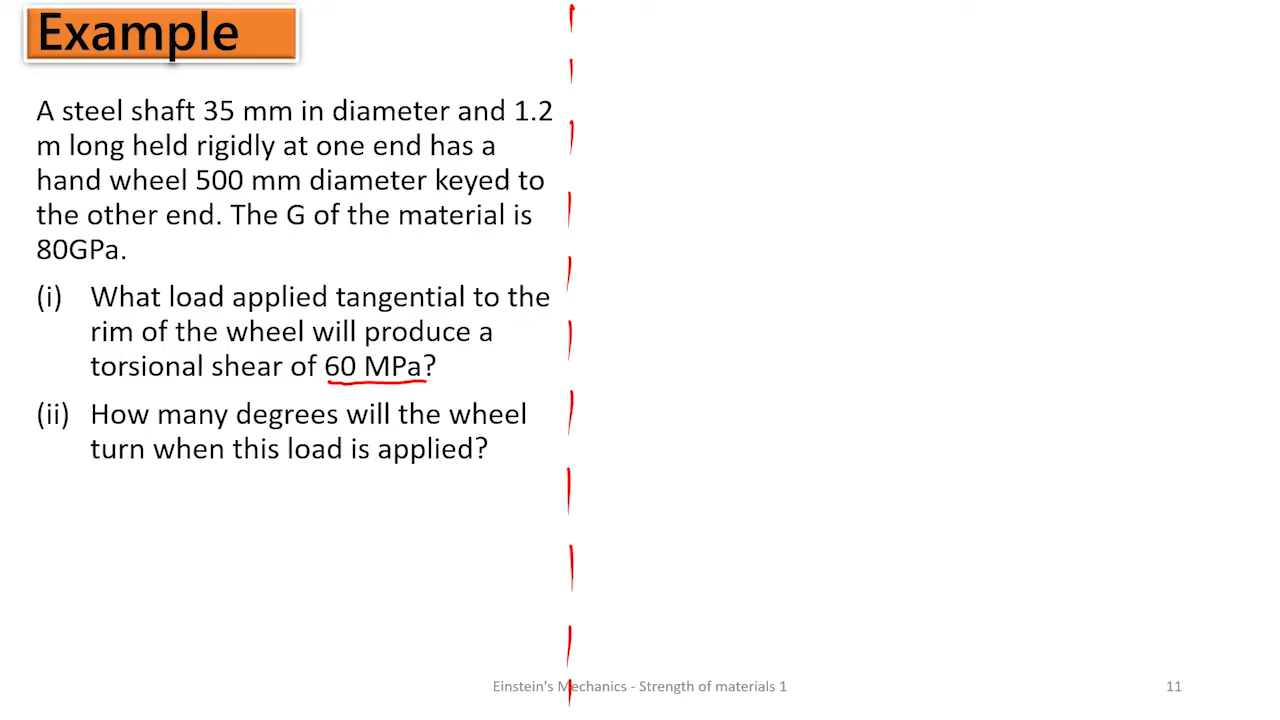 Example
A steel shaft 35 mm in diameter and 1.2
m long held rigidly at one end has a
hand wheel 500 mm diameter keyed to
the other end. The G of the material is
80GPa.
(i) What load applied tangential to the
rim of the wheel will produce a
torsional shear of 60 MPa?
(ii) How many degrees will the wheel
turn when this load is applied?
Einstein's Mechanics - Strength of materials 1
11